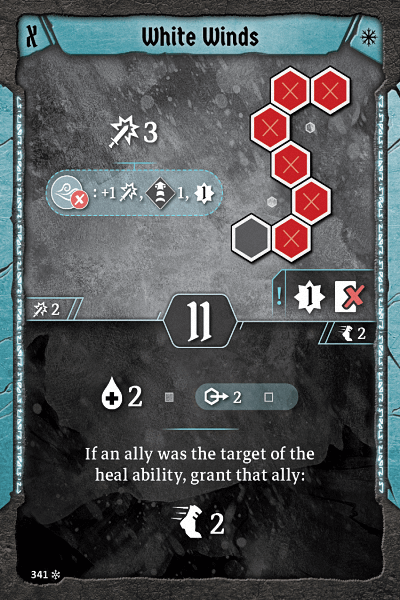 X
White Winds
3
: +1 , 1,
1
2
11
2
2
2
If an ally was the target of the
heal ability, grant that ally:
2
341